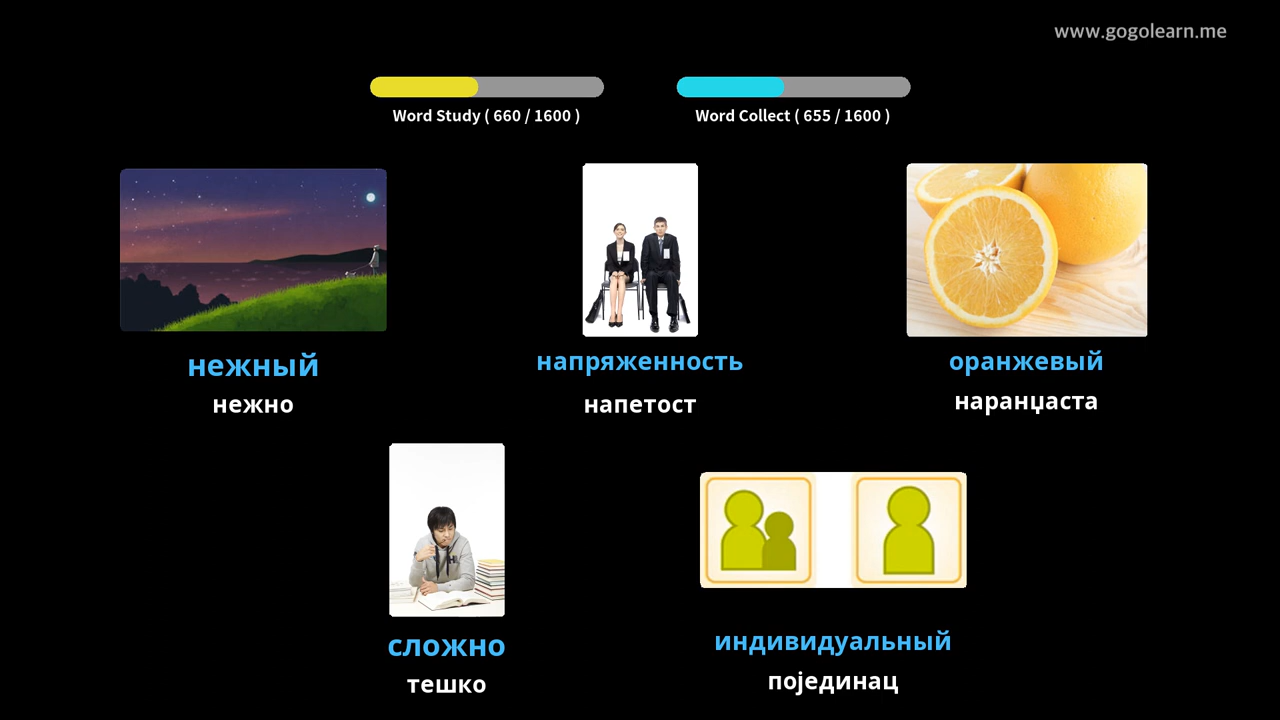 www.gogolearn.me
Word Study ( 660 / 1600 )
Word Collect ( 655 / 1600 )
нежный
нежно
напряженность
напетост
оранжевый
наранџаста
сложно
тешко
индивидуальный
појединац